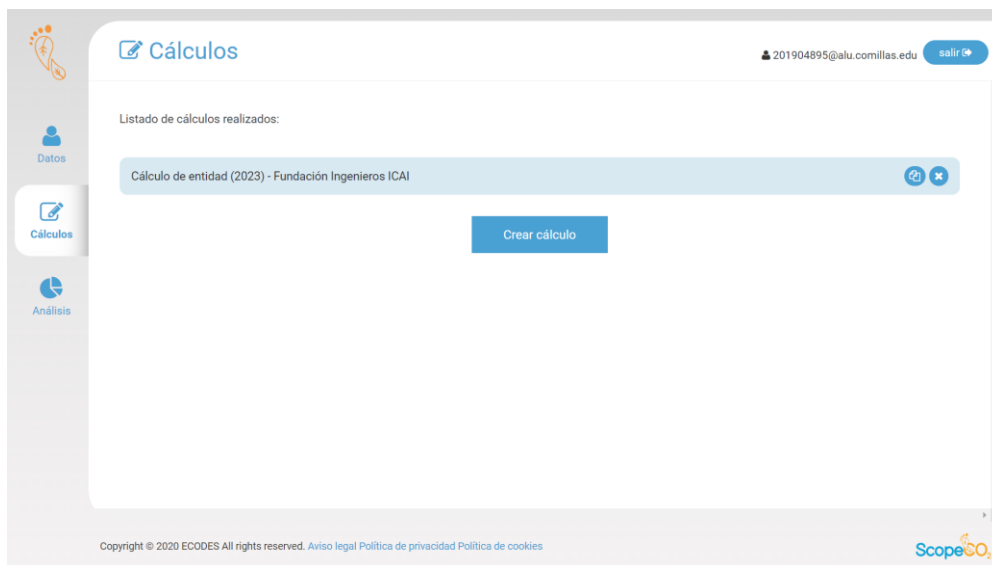 Cálculos
201904895@alu.comillas.edu
salir
Listado de cálculos realizados:
Datos
Cálculo de entidad (2023) - Fundación Ingenieros ICAI
Cálculos
Crear cálculo
Análisis
Copyright © 2020 ECODES All rights reserved. Aviso legal Política de privacidad Política de cookies
ScopeCO₂